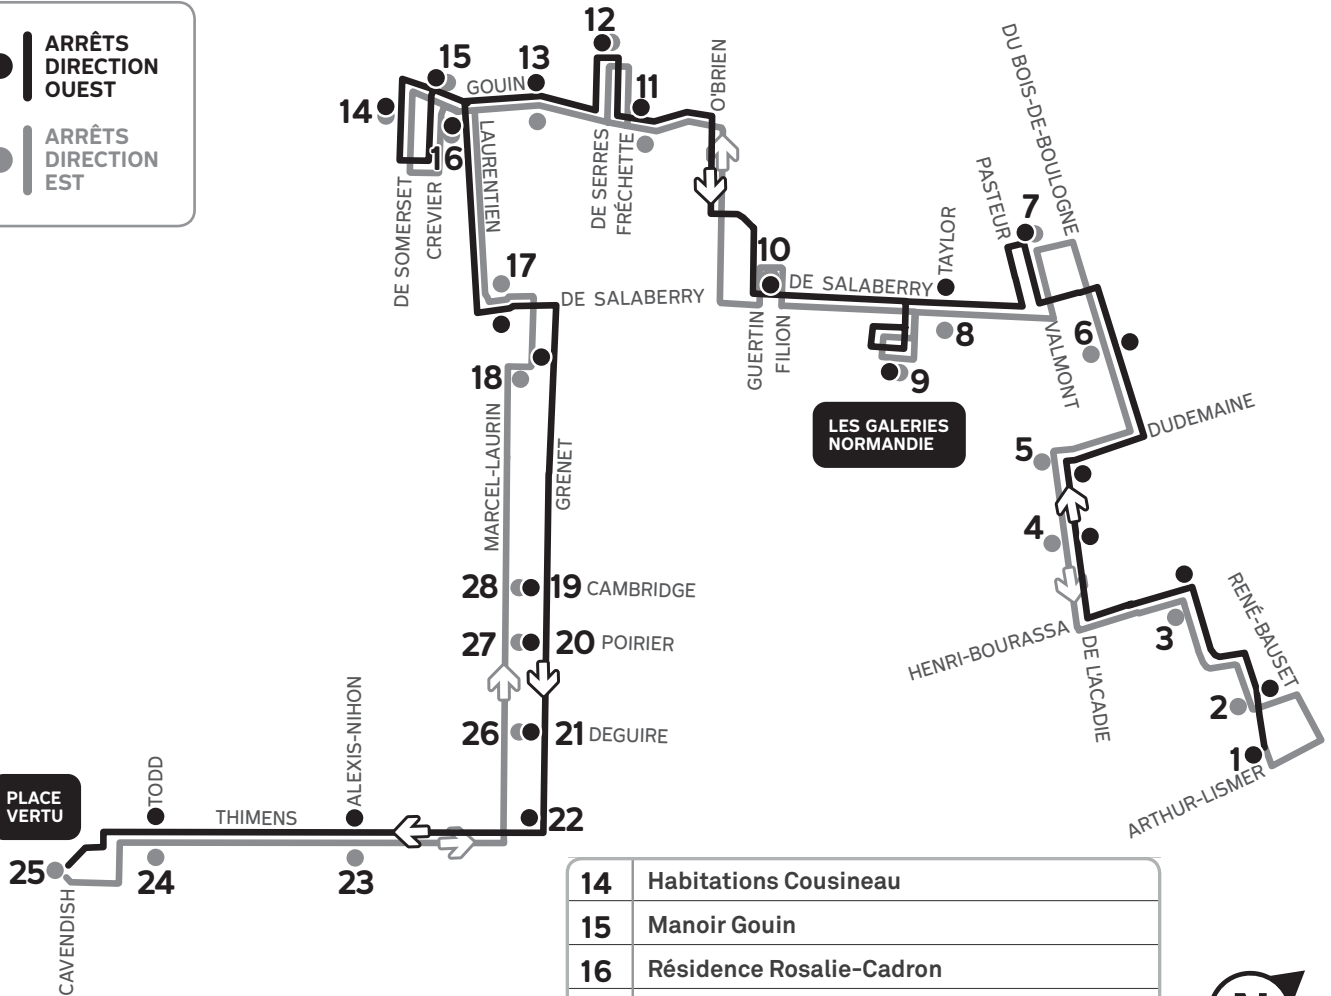 ARRÊTS
DIRECTION
OUEST
ARRÊTS
DIRECTION
EST
12
15
13
GOUIN
14
11
16
O'BRIEN
DU BOIS-DE-BOULOGNE
LAURENTIEN
DE SERRES
FRÉCHETTE
DE SOMERSET
CREVIER
PASTEUR
7
TAYLOR
17
10
DE SALABERRY
DE SALABERRY
GUERTIN
FILION
8
VALMONT
6
18
9
LES GALERIES
NORMANDIE
DUDEMAINE
5
MARCEL-LAURIN
GRENET
4
28
19 CAMBRIDGE
27
20 POIRIER
3
RENÉ-BAUSET
HENRI-BOURASSA
DE L'ACADIE
2
26
21 DEGUIRE
1
ARTHUR-LISMER
TODD
ALEXIS-NIHON
PLACE
VERTU
THIMENS
22
25
24
23
CAVENDISH
14 Habitations Cousineau
15 Manoir Gouin
16 Résidence Rosalie-Cadron